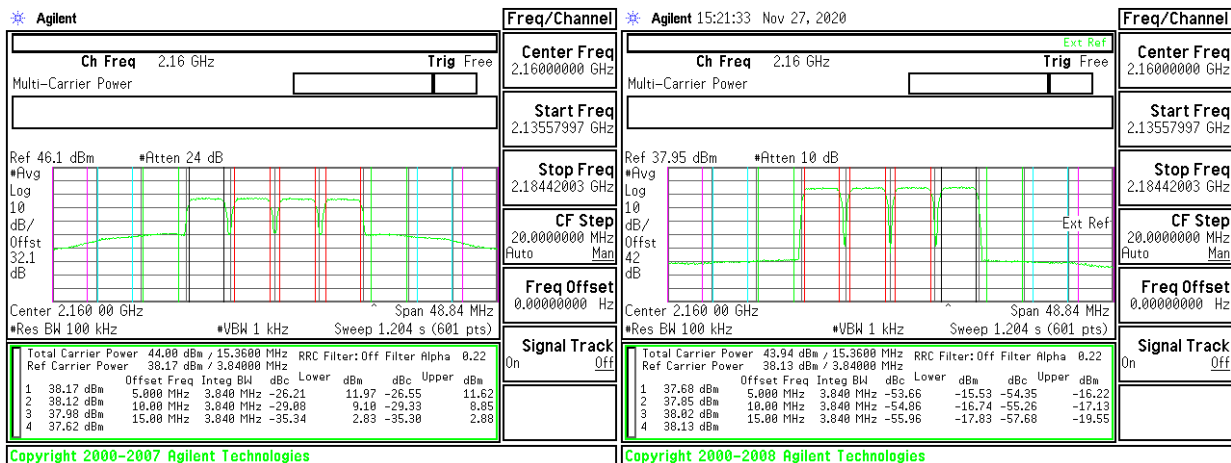 Agilent
Freq/Channel
Ch Freq 2.16 GHz Trig Free
Multi-Carrier Power
Center Freq
2.16000000 GHz
Start Freq
2.13557997 GHz
Stop Freq
2.18442003 GHz
CF Step
20.0000000 MHz
Auto Man
Freq Offset
0.00000000 Hz
Signal Track
On Off
Ref 46.1 dBm #Atten 24 dB
#Avg
Log
10
dB/
Offst
32.1
dB
Center 2.160 00 GHz Span 48.84 MHz
#Res BW 100 kHz #VBW 1 kHz Sweep 1.204 s (601 pts)
Total Carrier Power 44.00 dBm / 15.3600 MHz RRC Filter: Off Filter Alpha 0.22
Ref Carrier Power 38.17 dBm / 3.84000 MHz
Offset Freq Integ BW dBc Lower dBm dBc Upper dBm
1 38.17 dBm 5.000 MHz 3.840 MHz -26.21 11.97 -26.55 11.62
2 38.12 dBm 10.00 MHz 3.840 MHz -29.08 9.10 -29.33 8.85
3 37.98 dBm 15.00 MHz 3.840 MHz -35.34 2.83 -35.30 2.88
4 37.62 dBm
Copyright 2000-2007 Agilent Technologies
Agilent 15:21:33 Nov 27, 2020
Freq/Channel
Ext Ref
Ch Freq 2.16 GHz Trig Free
Multi-Carrier Power
Center Freq
2.16000000 GHz
Start Freq
2.13557997 GHz
Stop Freq
2.18442003 GHz
CF Step
20.0000000 MHz
Auto Man
Freq Offset
0.00000000 Hz
Signal Track
On Off
Ref 37.95 dBm #Atten 10 dB
#Avg
Log
10
dB/
Offst
42
dB
Ext Ref
Center 2.160 00 GHz Span 48.84 MHz
#Res BW 100 kHz #VBW 1 kHz Sweep 1.204 s (601 pts)
Total Carrier Power 43.94 dBm / 15.3600 MHz RRC Filter: Off Filter Alpha 0.22
Ref Carrier Power 38.13 dBm / 3.84000 MHz
Offset Freq Integ BW dBc Lower dBm dBc Upper dBm
1 37.68 dBm 5.000 MHz 3.840 MHz -53.66 -15.53 -54.35 -16.22
2 37.85 dBm 10.00 MHz 3.840 MHz -54.86 -16.74 -55.26 -17.13
3 38.02 dBm 15.00 MHz 3.840 MHz -55.96 -17.83 -57.68 -19.55
4 38.13 dBm
Copyright 2000-2008 Agilent Technologies